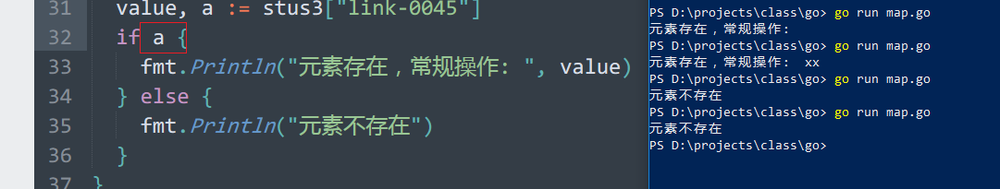 31 value, a := stus3["link-0045"]
32 if a {
33 fmt.Println("元素存在，常规操作: ", value)
34 } else {
35 fmt.Println("元素不存在")
36 }
37 }
PS D:\projects\class\go> go run map.go
元素存在，常规操作:
PS D:\projects\class\go> go run map.go
元素存在，常规操作:  xx
PS D:\projects\class\go> go run map.go
元素不存在
PS D:\projects\class\go> go run map.go
元素不存在
PS D:\projects\class\go>